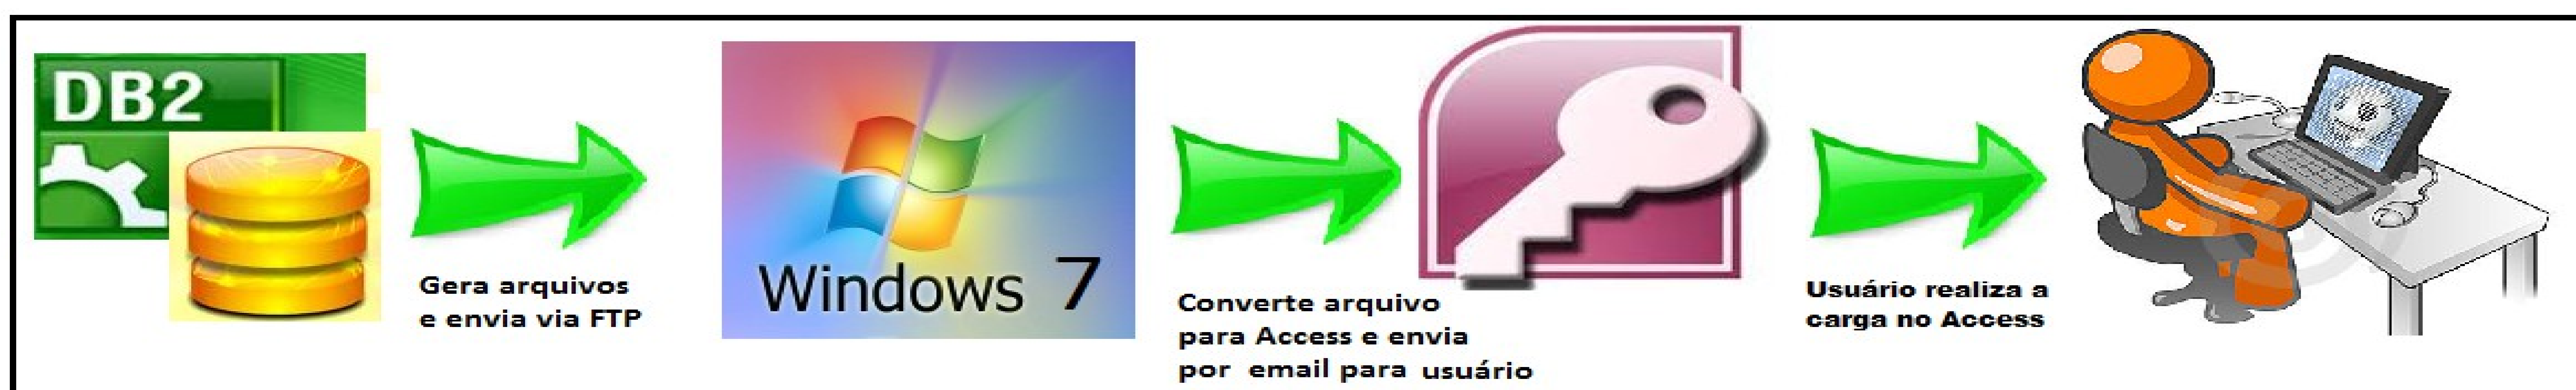 DB2
Gera arquivos
e envia via FTP
Windows 7
Converte arquivo
para Access e envia
por email para usuário
Usuário realiza a
carga no Access